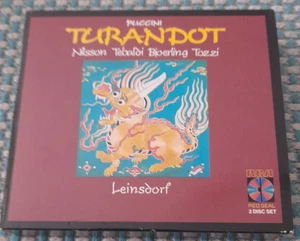 PUCCINI
TURANDOT
Nilsson Tebaldi Bjoerling Tozzi
Leinsdorf
RCA
RED SEAL
2 DISC SET